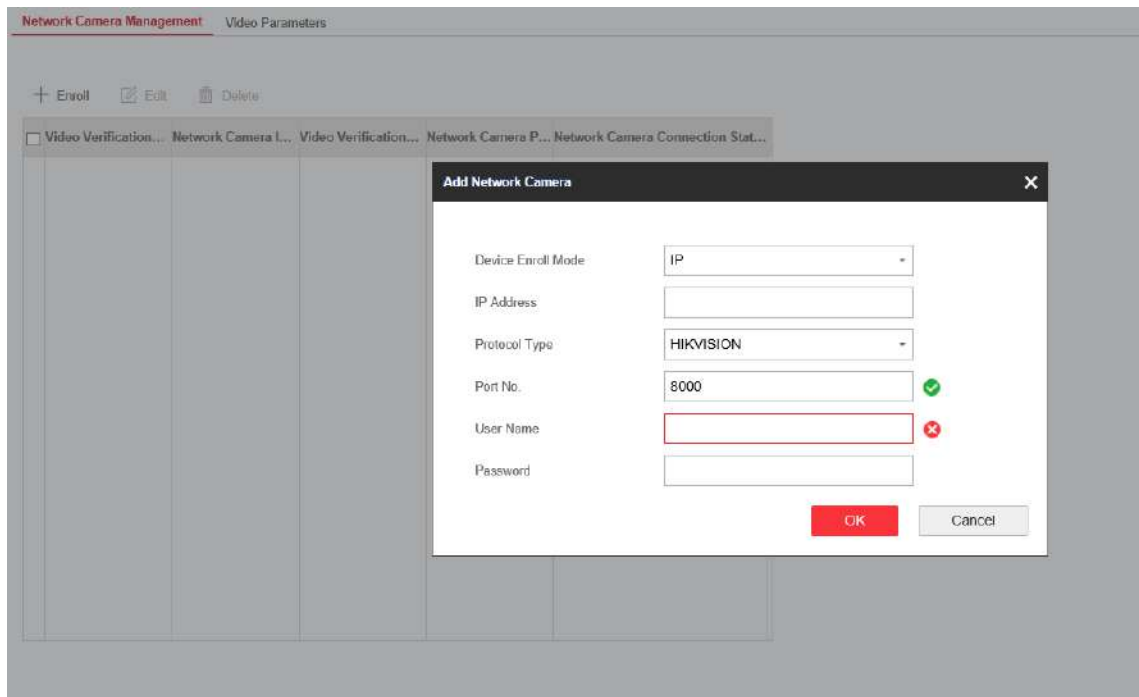 Network Camera Management Video Parameters
Enroll Edit Delete
Video Verification... Network Camera I... Video Verification... Network Camera P... Network Camera Connection Stat...
Add Network Camera
Device Enroll Mode IP
IP Address
Protocol Type HIKVISION
Port No. 8000
User Name
Password
OK Cancel